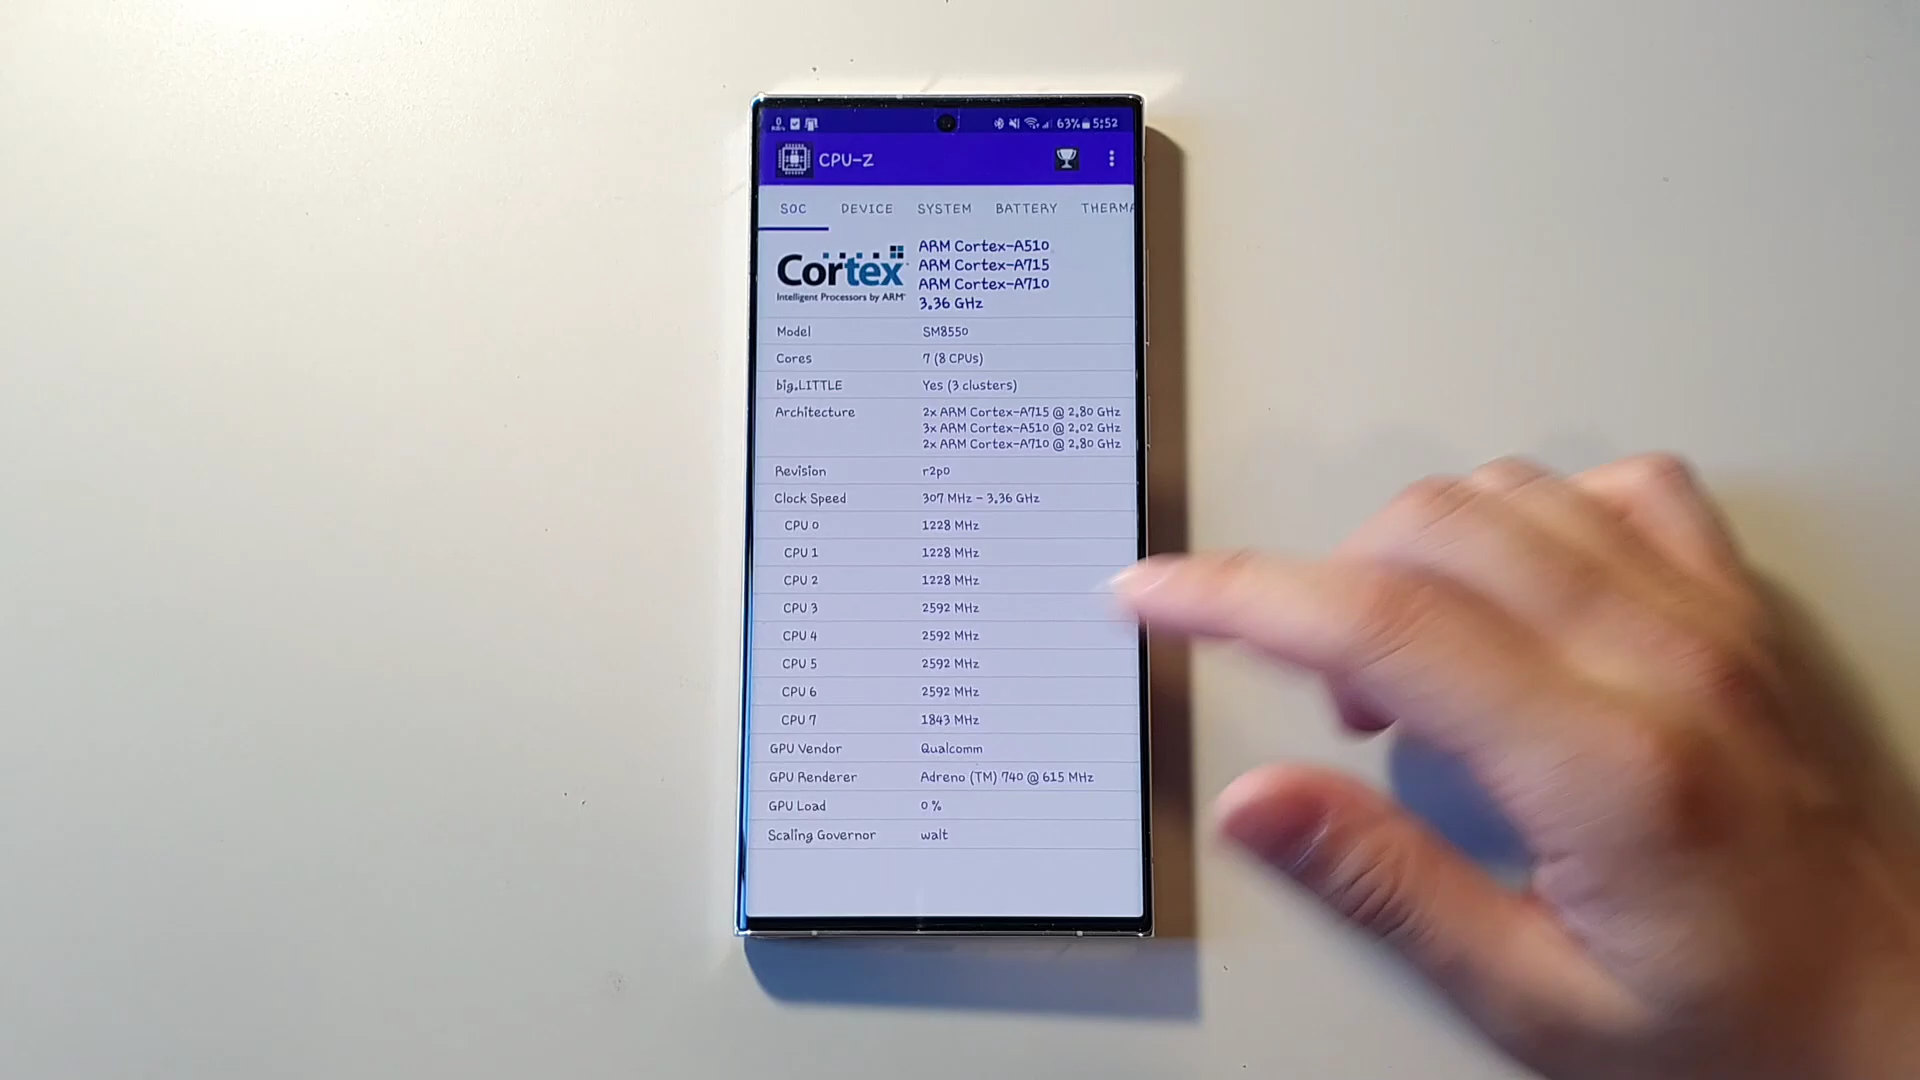 0
63% 5:52
CPU-Z
SOC DEVICE SYSTEM BATTERY THERMA
Cortex
Intelligent Processors by ARM
ARM Cortex-A510
ARM Cortex-A715
ARM Cortex-A710
3.36 GHz
Model SM8550
Cores 7 (8 CPUs)
big.LITTLE Yes (3 clusters)
Architecture 2x ARM Cortex-A715 @ 2.80 GHz
3x ARM Cortex-A510 @ 2.02 GHz
2x ARM Cortex-A710 @ 2.80 GHz
Revision r2p0
Clock Speed 307 MHz - 3.36 GHz
CPU 0 1228 MHz
CPU 1 1228 MHz
CPU 2 1228 MHz
CPU 3 2592 MHz
CPU 4 2592 MHz
CPU 5 2592 MHz
CPU 6 2592 MHz
CPU 7 1843 MHz
GPU Vendor Qualcomm
GPU Renderer Adreno (TM) 740 @ 615 MHz
GPU Load 0 %
Scaling Governor walt